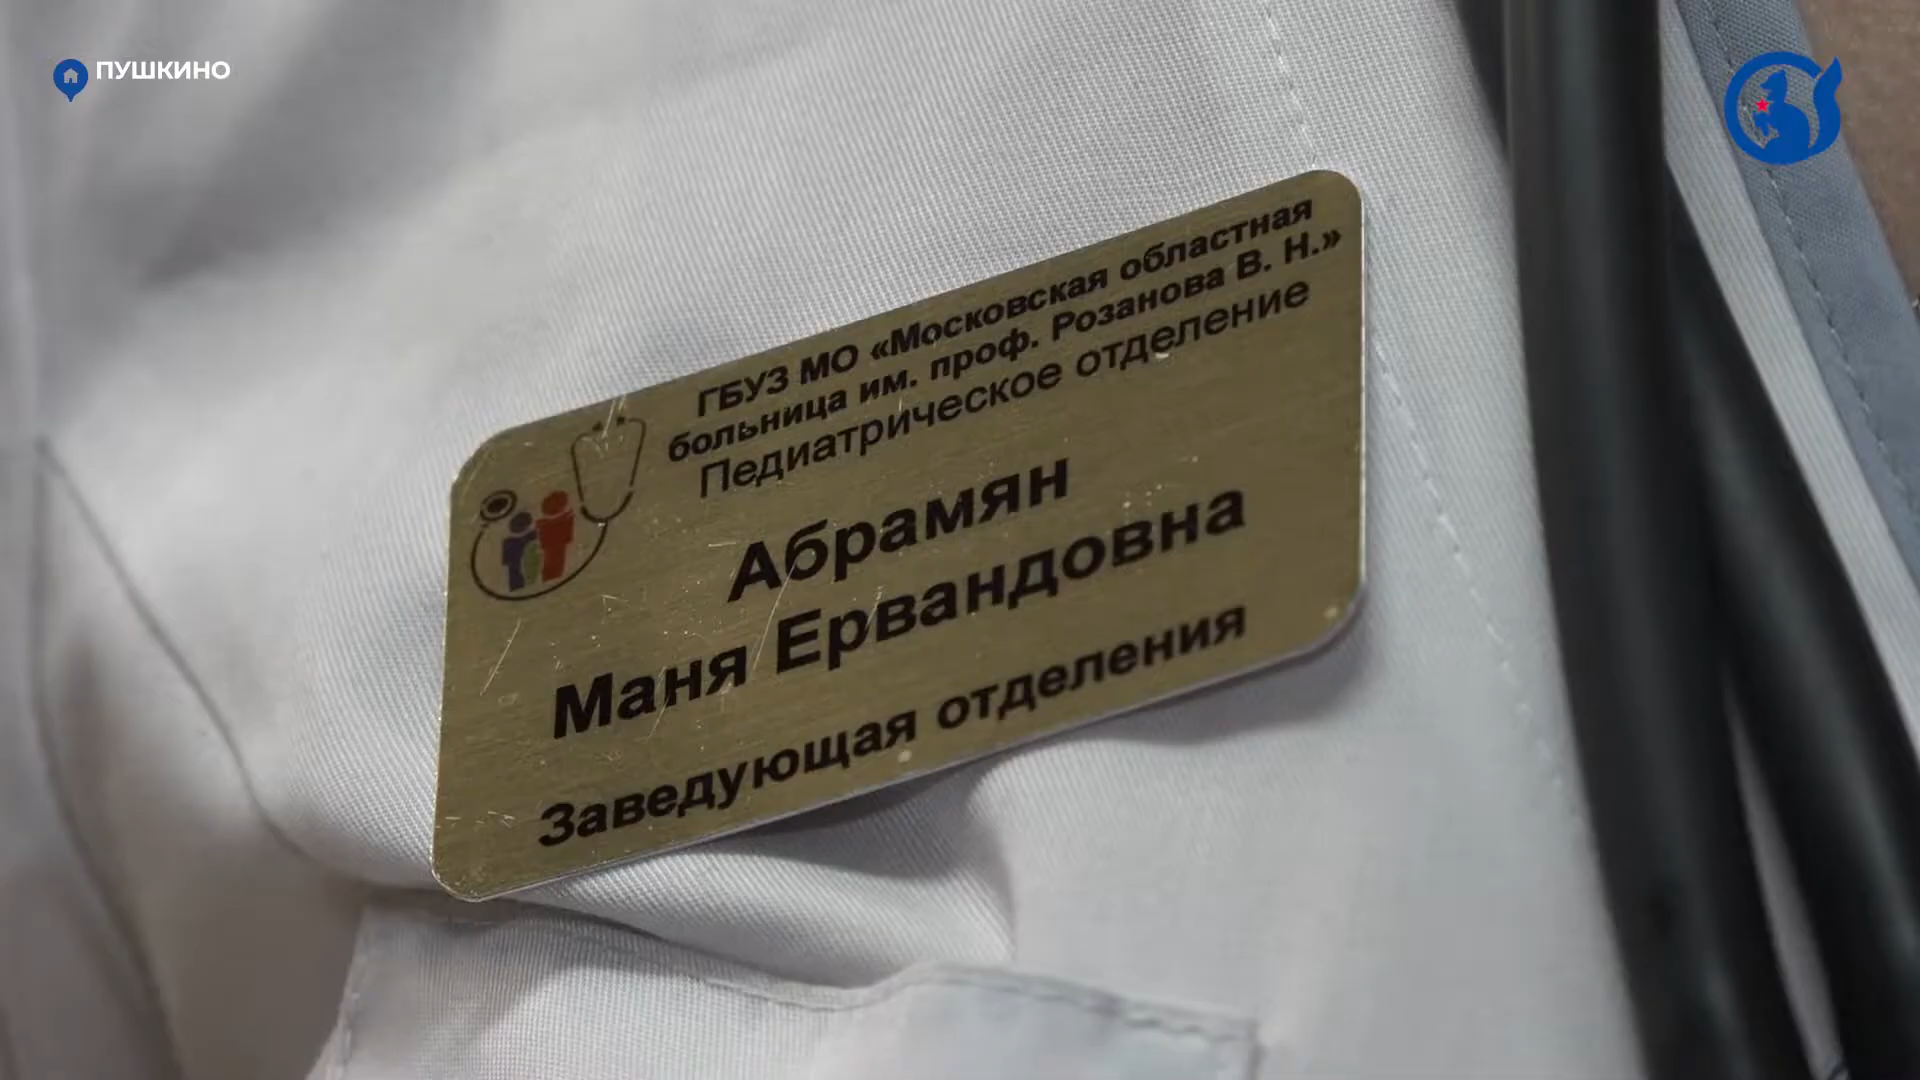 ПУШКИНО
ГБУЗ МО «Московская областная
больница им. проф. Розанова В. Н.»
Педиатрическое отделение
Абрамян
Маня Ервандовна
Заведующая отделения